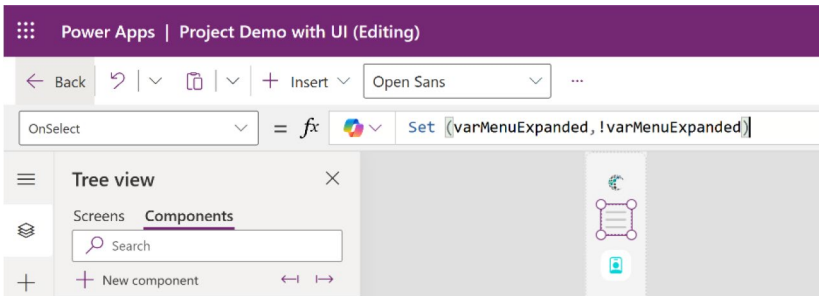 Power Apps | Project Demo with UI (Editing)
Back Insert Open Sans ...
OnSelect = fx Set (varMenuExpanded,!varMenuExpanded)
Tree view
Screens Components
Search
New component